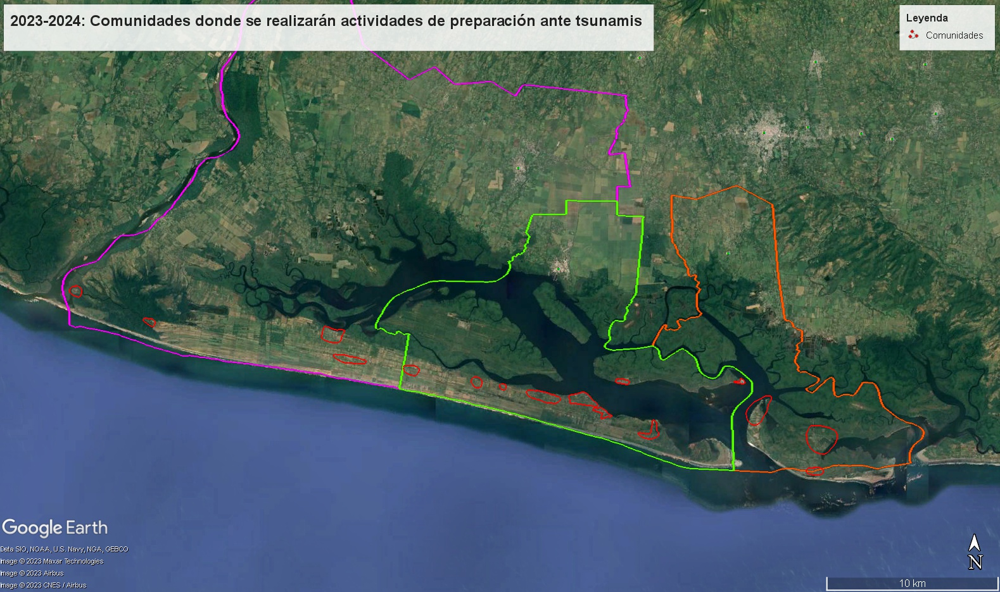 2023-2024: Comunidades donde se realizarán actividades de preparación ante tsunamis
Leyenda
Comunidades
Google Earth
Data SIO, NOAA, U.S. Navy, NGA, GEBCO
Image © 2023 Maxar Technologies
Image © 2023 Airbus
Image © 2023 CNES / Airbus
N
10 km